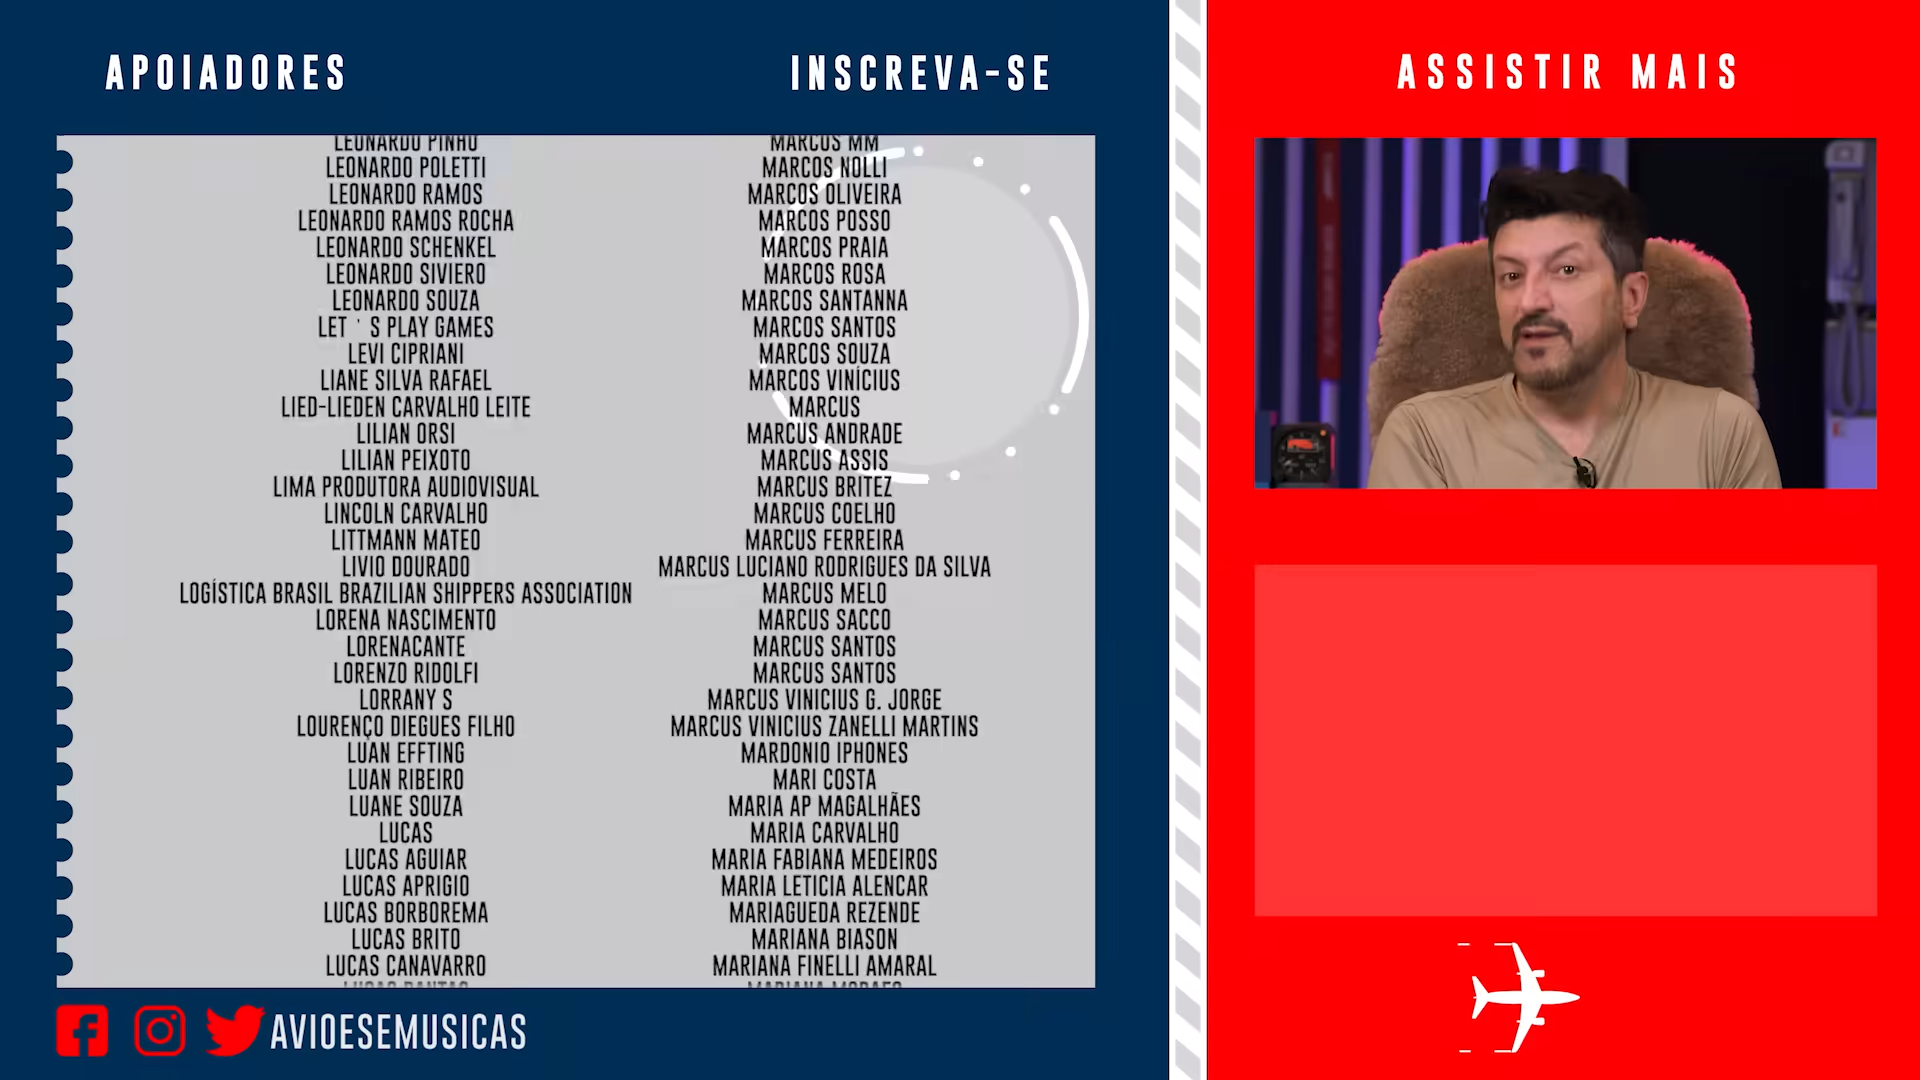 APOIADORES
INSCREVA-SE
ASSISTIR MAIS
LEONARDO PINHO
LEONARDO POLETTI
LEONARDO RAMOS
LEONARDO RAMOS ROCHA
LEONARDO SCHENKEL
LEONARDO SIVIERO
LEONARDO SOUZA
LET ' S PLAY GAMES
LEVI CIPRIANI
LIANE SILVA RAFAEL
LIED-LIEDEN CARVALHO LEITE
LILIAN ORSI
LILIAN PEIXOTO
LIMA PRODUTORA AUDIOVISUAL
LINCOLN CARVALHO
LITTMANN MATEO
LIVIO DOURADO
LOGÍSTICA BRASIL BRAZILIAN SHIPPERS ASSOCIATION
LORENA NASCIMENTO
LORENACANTE
LORENZO RIDOLFI
LORRANY S
LOURENÇO DIEGUES FILHO
LUAN EFFTING
LUAN RIBEIRO
LUANE SOUZA
LUCAS
LUCAS AGUIAR
LUCAS APRIGIO
LUCAS BORBOREMA
LUCAS BRITO
LUCAS CANAVARRO
MARCOS MM
MARCOS NOLLI
MARCOS OLIVEIRA
MARCOS POSSO
MARCOS PRAIA
MARCOS ROSA
MARCOS SANTANNA
MARCOS SANTOS
MARCOS SOUZA
MARCOS VINÍCIUS
MARCUS
MARCUS ANDRADE
MARCUS ASSIS
MARCUS BRITEZ
MARCUS COELHO
MARCUS FERREIRA
MARCUS LUCIANO RODRIGUES DA SILVA
MARCUS MELO
MARCUS SACCO
MARCUS SANTOS
MARCUS SANTOS
MARCUS VINICIUS G. JORGE
MARCUS VINICIUS ZANELLI MARTINS
MARDONIO IPHONES
MARI COSTA
MARIA AP MAGALHÃES
MARIA CARVALHO
MARIA FABIANA MEDEIROS
MARIA LETICIA ALENCAR
MARIAGUEDA REZENDE
MARIANA BIASON
MARIANA FINELLI AMARAL
AVIOESEMUSICAS